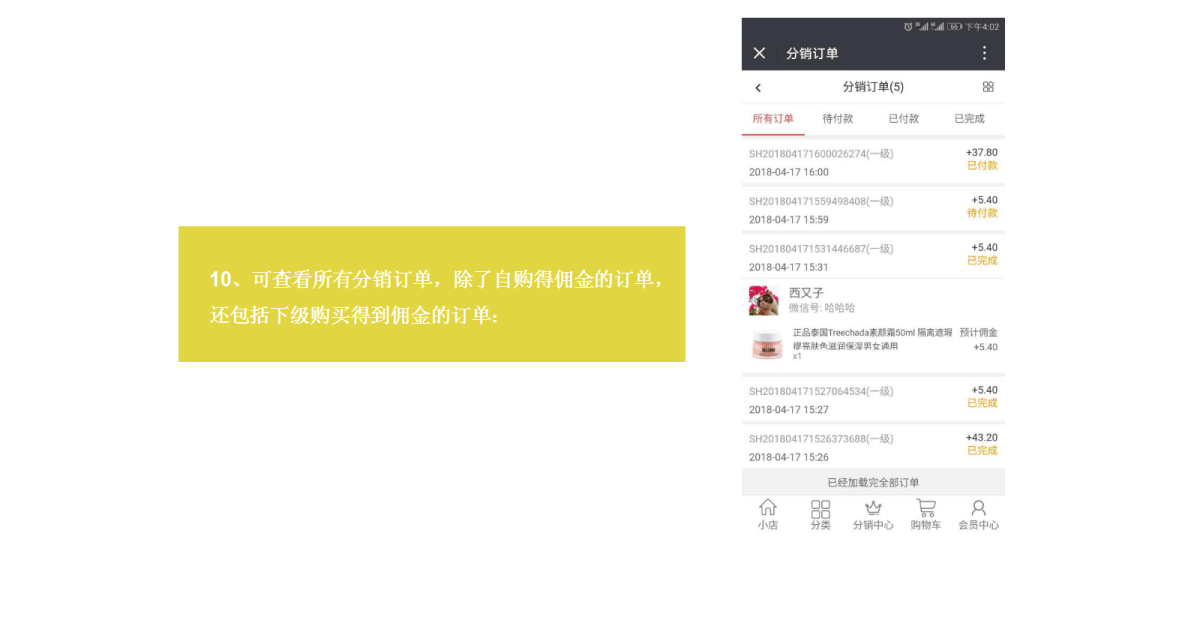 10、可查看所有分销订单，除了自购得佣金的订单，
还包括下级购买得到佣金的订单：
下午4:02
分销订单
分销订单(5)
所有订单 待付款 已付款 已完成
SH201804171600026274(一级) +37.80
已付款
2018-04-17 16:00
SH201804171559498408(一级) +5.40
待付款
2018-04-17 15:59
SH201804171531446687(一级) +5.40
已完成
2018-04-17 15:31
西又子
微信号: 哈哈哈
正品泰国Treechada素颜霜50ml 隔离遮瑕 预计佣金
提亮肤色滋润保湿男女通用 +5.40
x1
SH201804171527064534(一级) +5.40
已完成
2018-04-17 15:27
SH201804171526373688(一级) +43.20
已完成
2018-04-17 15:26
已经加载完全部订单
小店 分类 分销中心 购物车 会员中心